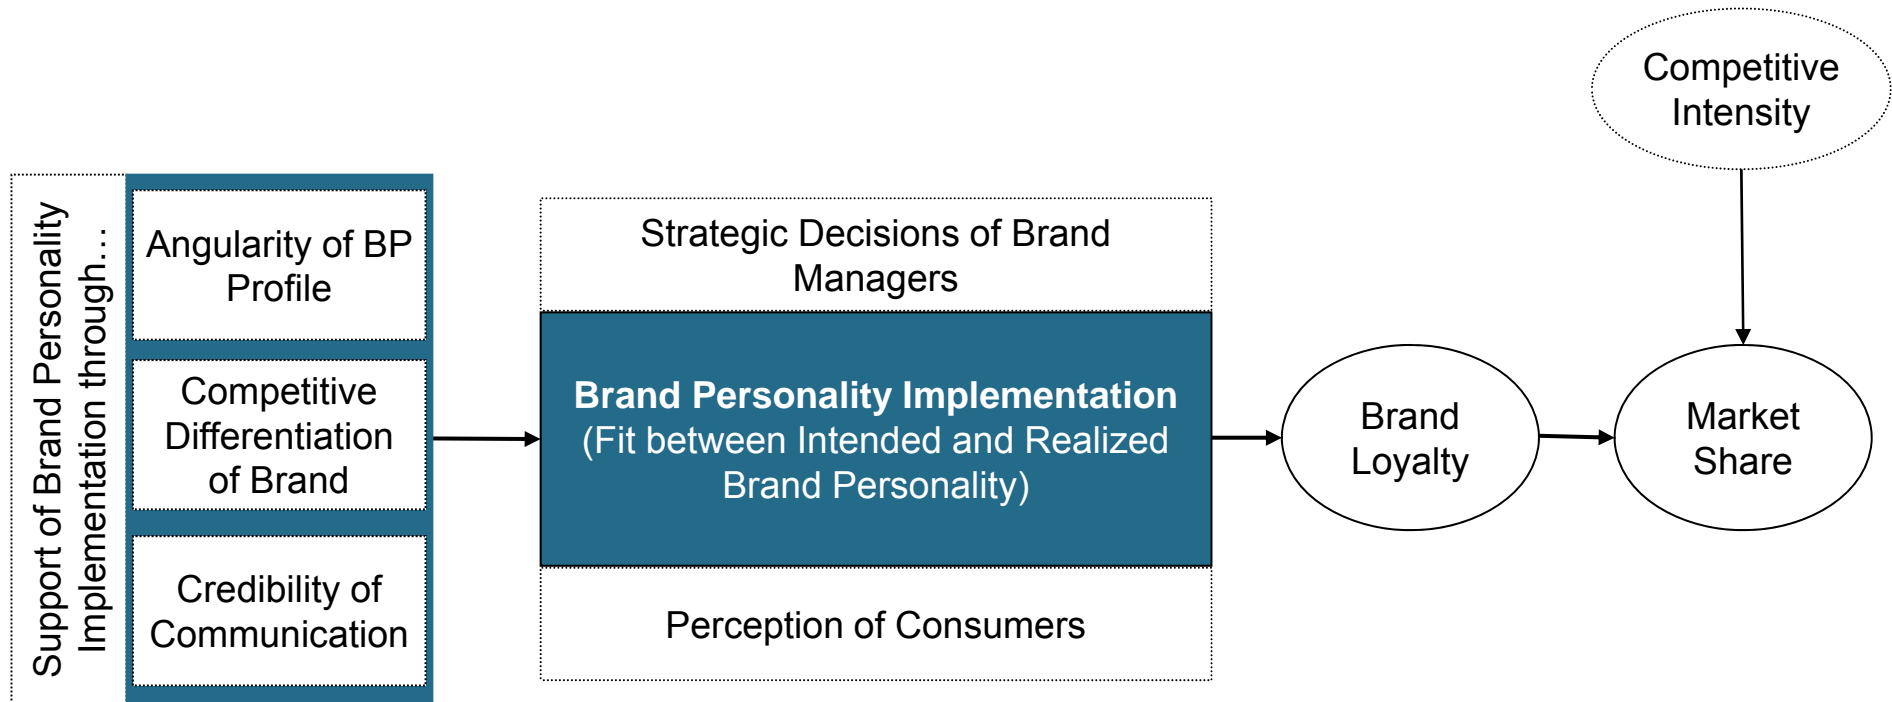 Support of Brand Personality
Implementation through…
Angularity of BP
Profile
Competitive
Differentiation
of Brand
Credibility of
Communication
Strategic Decisions of Brand
Managers
Brand Personality Implementation
(Fit between Intended and Realized
Brand Personality)
Perception of Consumers
Brand
Loyalty
Competitive
Intensity
Market
Share